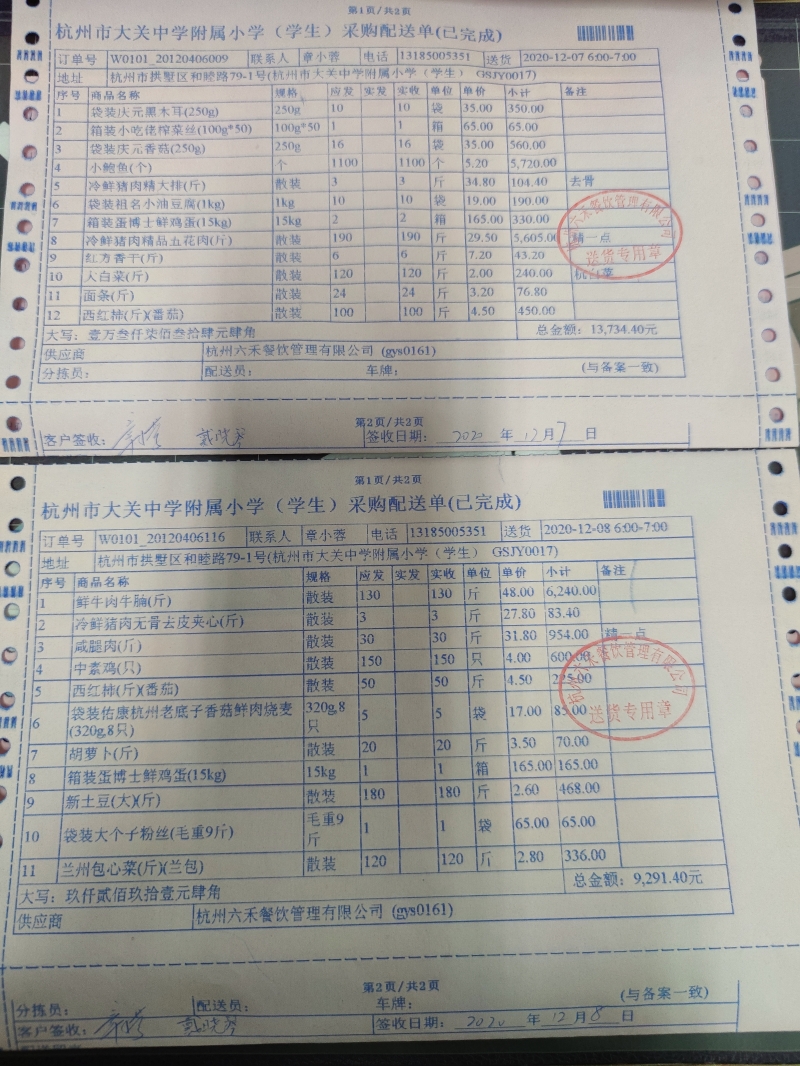 第1页/共2页
杭州市大关中学附属小学（学生）采购配送单(已完成)
订单号 W0101_20120406009 联系人 章小蓉 电话 13185005351 送货 2020-12-07 6:00-7:00
地址 杭州市拱墅区和睦路79-1号(杭州市大关中学附属小学（学生） GSJY0017)
序号 商品名称 规格 应发 实发 实收 单位 单价 小计 备注
1 袋装庆元黑木耳(250g) 250g 10 10 袋 35.00 350.00
2 箱装小吃佬榨菜丝(100g*50) 100g*50 1 1 箱 65.00 65.00
3 袋装庆元香菇(250g) 250g 16 16 袋 35.00 560.00
4 小鲍鱼(个) 个 1100 1100 个 5.20 5,720.00
5 冷鲜猪肉精大排(斤) 散装 3 3 斤 34.80 104.40 去骨
6 袋装祖名小油豆腐(1kg) 1kg 10 10 袋 19.00 190.00
7 箱装蛋博士鲜鸡蛋(15kg) 15kg 2 2 箱 165.00 330.00
8 冷鲜猪肉精品五花肉(斤) 散装 190 190 斤 29.50 5,605.00 精一点
9 红方香干(斤) 散装 6 6 斤 7.20 43.20
10 大白菜(斤) 散装 120 120 斤 2.00 240.00 杭白菜
11 面条(斤) 散装 24 24 斤 3.20 76.80
12 西红柿(斤)(番茄) 散装 100 100 斤 4.50 450.00
大写：壹万叁仟柒佰叁拾肆元肆角 总金额：13,734.40元
供应商 杭州六禾餐饮管理有限公司 (gys0161)
分拣员： 配送员： 车牌： (与备案一致)
杭州六禾餐饮管理有限公司
送货专用章
第2页/共2页
客户签收： 签收日期： 2020 年 12月 7 日
第1页/共2页
杭州市大关中学附属小学（学生）采购配送单(已完成)
订单号 W0101_20120406116 联系人 章小蓉 电话 13185005351 送货 2020-12-08 6:00-7:00
地址 杭州市拱墅区和睦路79-1号(杭州市大关中学附属小学（学生） GSJY0017)
序号 商品名称 规格 应发 实发 实收 单位 单价 小计 备注
1 鲜牛肉牛腩(斤) 散装 130 130 斤 48.00 6,240.00
2 冷鲜猪肉无骨去皮夹心(斤) 散装 3 3 斤 27.80 83.40
3 咸腿肉(斤) 散装 30 30 斤 31.80 954.00 精一点
4 中素鸡(只) 散装 150 150 只 4.00 600.00
5 西红柿(斤)(番茄) 散装 50 50 斤 4.50 225.00
6 袋装佑康杭州老底子香菇鲜肉烧麦(320g,8只) 320g,8只 5 5 袋 17.00 85.00
7 胡萝卜(斤) 散装 20 20 斤 3.50 70.00
8 箱装蛋博士鲜鸡蛋(15kg) 15kg 1 1 箱 165.00 165.00
9 新土豆(大)(斤) 散装 180 180 斤 2.60 468.00
10 袋装大个子粉丝(毛重9斤) 毛重9斤 1 1 袋 65.00 65.00
11 兰州包心菜(斤)(兰包) 散装 120 120 斤 2.80 336.00
大写：玖仟贰佰玖拾壹元肆角 总金额：9,291.40元
供应商 杭州六禾餐饮管理有限公司 (gys0161)
杭州六禾餐饮管理有限公司
送货专用章
第2页/共2页
分拣员： 配送员： 车牌： (与备案一致)
客户签收： 签收日期： 2020 年 12月 8 日